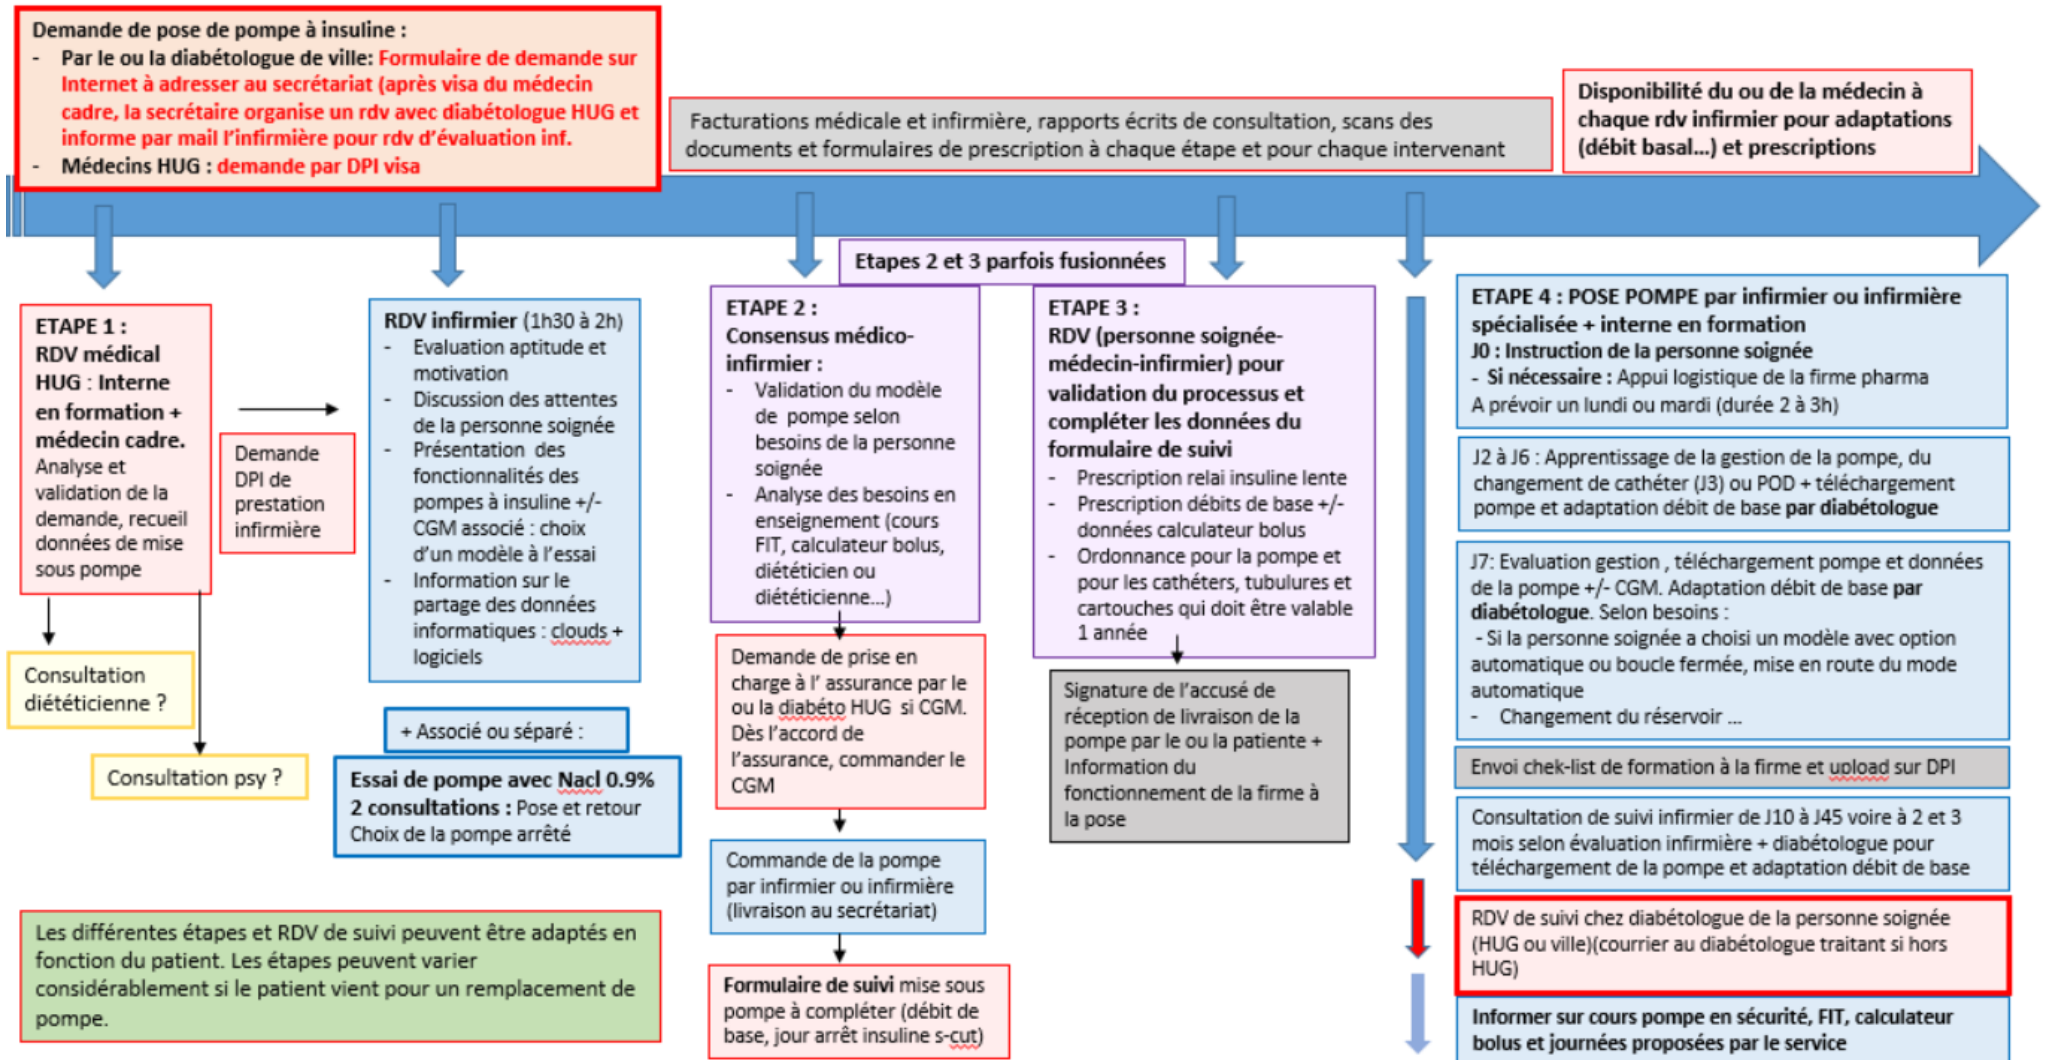 Demande de pose de pompe à insuline :
- Par le ou la diabétologue de ville: Formulaire de demande sur
Internet à adresser au secrétariat (après visa du médecin
cadre, la secrétaire organise un rdv avec diabétologue HUG et
informe par mail l'infirmière pour rdv d'évaluation inf.
- Médecins HUG : demande par DPI visa
Facturations médicale et infirmière, rapports écrits de consultation, scans des
documents et formulaires de prescription à chaque étape et pour chaque intervenant
Disponibilité du ou de la médecin à
chaque rdv infirmier pour adaptations
(débit basal...) et prescriptions
Etapes 2 et 3 parfois fusionnées
ETAPE 1 :
RDV médical
HUG : Interne
en formation +
médecin cadre.
Analyse et
validation de la
demande, recueil
données de mise
sous pompe
Demande
DPI de
prestation
infirmière
Consultation
diététicienne ?
Consultation psy ?
RDV infirmier (1h30 à 2h)
- Evaluation aptitude et
motivation
- Discussion des attentes
de la personne soignée
- Présentation des
fonctionnalités des
pompes à insuline +/-
CGM associé : choix
d'un modèle à l'essai
- Information sur le
partage des données
informatiques : clouds +
logiciels
+ Associé ou séparé :
Essai de pompe avec Nacl 0.9%
2 consultations : Pose et retour
Choix de la pompe arrêté
Les différentes étapes et RDV de suivi peuvent être adaptés en
fonction du patient. Les étapes peuvent varier
considérablement si le patient vient pour un remplacement de
pompe.
ETAPE 2 :
Consensus médico-
infirmier :
- Validation du modèle
de pompe selon
besoins de la personne
soignée
- Analyse des besoins en
enseignement (cours
FIT, calculateur bolus,
diététicien ou
diététicienne...)
Demande de prise en
charge à l' assurance par le
ou la diabéto HUG si CGM.
Dès l'accord de
l'assurance, commander le
CGM
Commande de la pompe
par infirmier ou infirmière
(livraison au secrétariat)
Formulaire de suivi mise sous
pompe à compléter (débit de
base, jour arrêt insuline s-cut)
ETAPE 3 :
RDV (personne soignée-
médecin-infirmier) pour
validation du processus et
compléter les données du
formulaire de suivi
- Prescription relai insuline lente
- Prescription débits de base +/-
données calculateur bolus
- Ordonnance pour la pompe et
pour les cathéters, tubulures et
cartouches qui doit être valable
1 année
Signature de l'accusé de
réception de livraison de la
pompe par le ou la patiente +
Information du
fonctionnement de la firme à
la pose
ETAPE 4 : POSE POMPE par infirmier ou infirmière
spécialisée + interne en formation
J0 : Instruction de la personne soignée
- Si nécessaire : Appui logistique de la firme pharma
A prévoir un lundi ou mardi (durée 2 à 3h)
J2 à J6 : Apprentissage de la gestion de la pompe, du
changement de cathéter (J3) ou POD + téléchargement
pompe et adaptation débit de base par diabétologue
J7: Evaluation gestion , téléchargement pompe et données
de la pompe +/- CGM. Adaptation débit de base par
diabétologue. Selon besoins :
- Si la personne soignée a choisi un modèle avec option
automatique ou boucle fermée, mise en route du mode
automatique
- Changement du réservoir ...
Envoi chek-list de formation à la firme et upload sur DPI
Consultation de suivi infirmier de J10 à J45 voire à 2 et 3
mois selon évaluation infirmière + diabétologue pour
téléchargement de la pompe et adaptation débit de base
RDV de suivi chez diabétologue de la personne soignée
(HUG ou ville)(courrier au diabétologue traitant si hors
HUG)
Informer sur cours pompe en sécurité, FIT, calculateur
bolus et journées proposées par le service